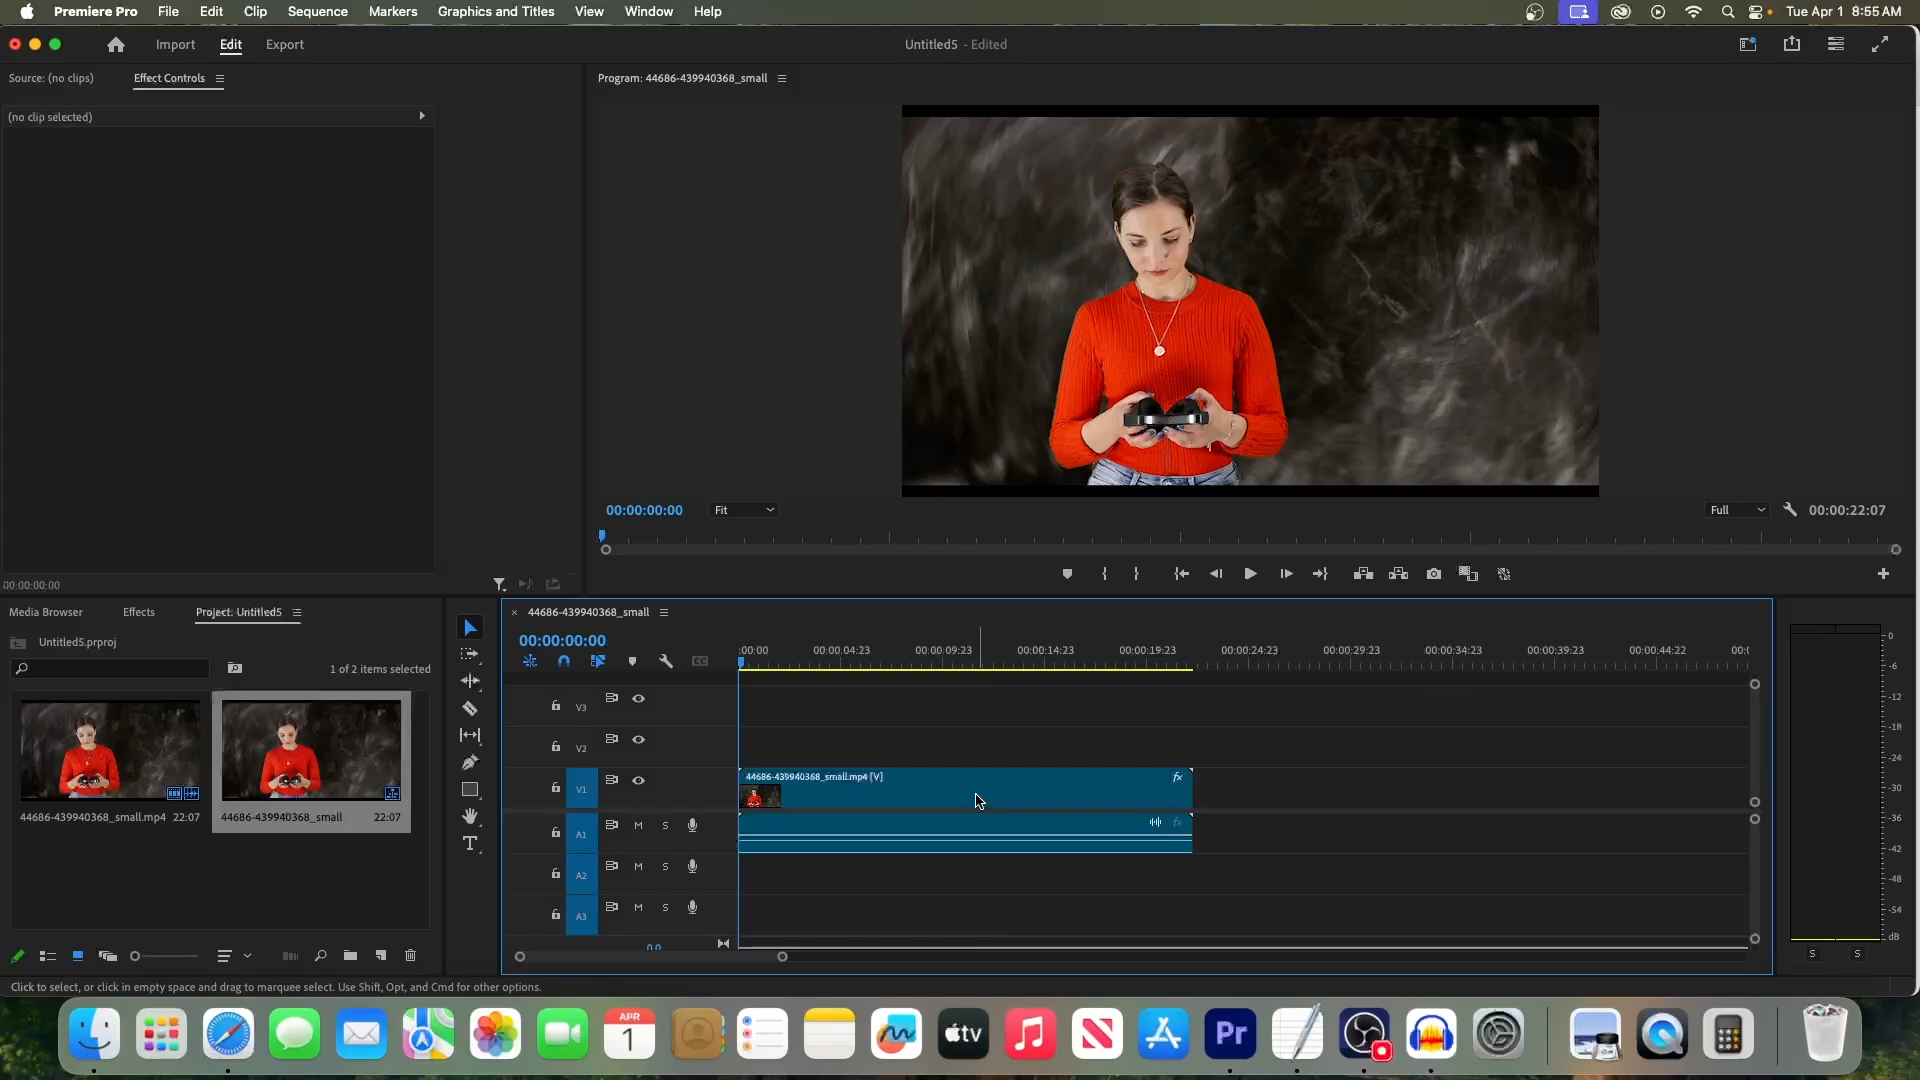 Premiere Pro File Edit Clip Sequence Markers Graphics and Titles View Window Help Tue Apr 1 8:55 AM
Import Edit Export Untitled5 - Edited
Source: (no clips) Effect Controls Program: 44686-439940368_small
(no clip selected)
00:00:00:00 Fit Full 00:00:22:07
00:00:00:00
Media Browser Effects Project: Untitled5 44686-439940368_small
Untitled5.prproj 00:00:00:00
1 of 2 items selected
:00:00 00:00:04:23 00:00:09:23 00:00:14:23 00:00:19:23 00:00:24:23 00:00:29:23 00:00:34:23 00:00:39:23 00:00:44:22 00:0
V3
V2
V1 44686-439940368_small.mp4 [V] fx
44686-439940368_small.mp4 22:07 44686-439940368_small 22:07
A1 M S fx
A2 M S
A3 M S
0.0
0
-6
-12
-18
-24
-30
-36
-42
-48
-54
dB
S S
Click to select, or click in empty space and drag to marquee select. Use Shift, Opt, and Cmd for other options.
APR
1
tv
Pr